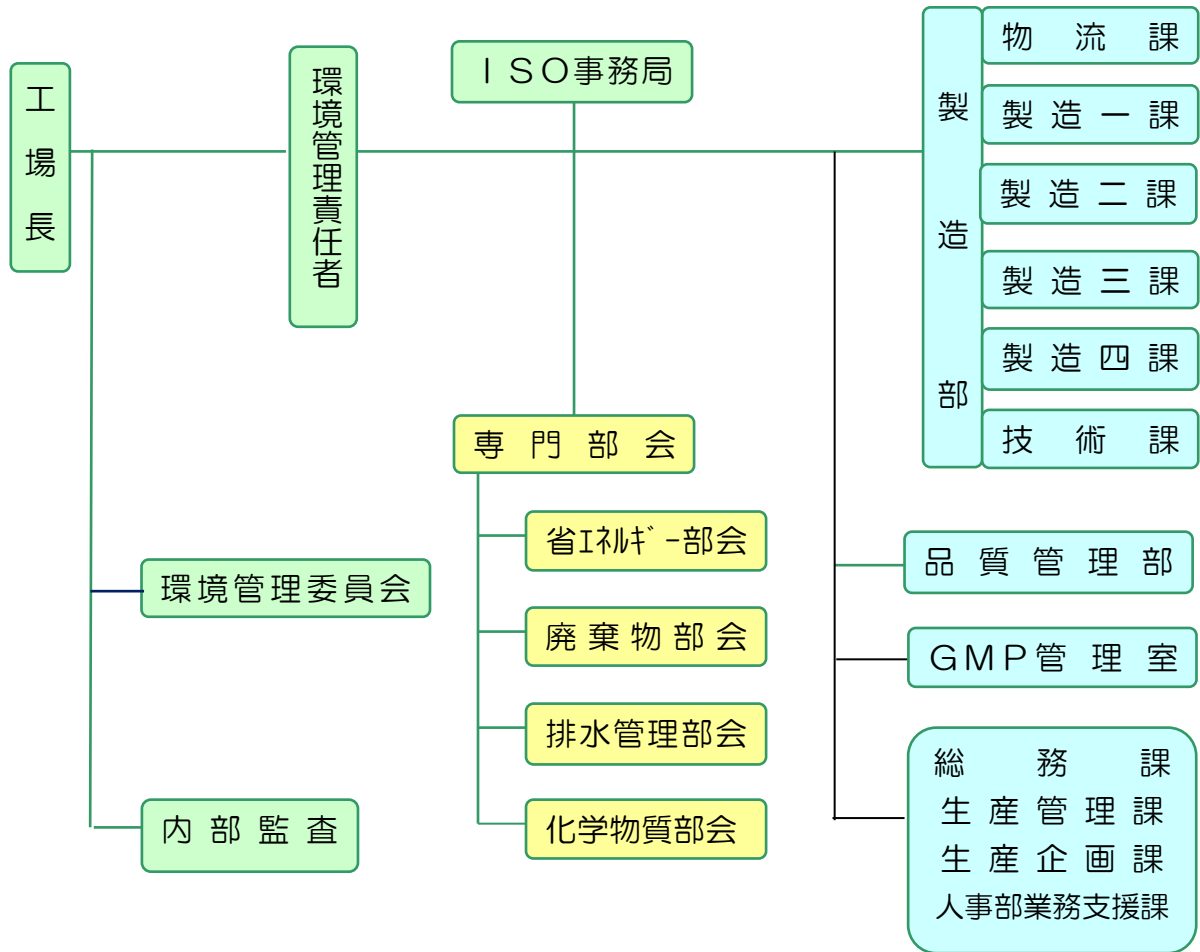 工場長
環境管理責任者
ＩＳＯ事務局
製造部
物流課
製造一課
製造二課
製造三課
製造四課
技術課
専門部会
省ｴﾈﾙｷﾞｰ部会
廃棄物部会
排水管理部会
化学物質部会
環境管理委員会
内部監査
品質管理部
ＧＭＰ管理室
総務課
生産管理課
生産企画課
人事部業務支援課